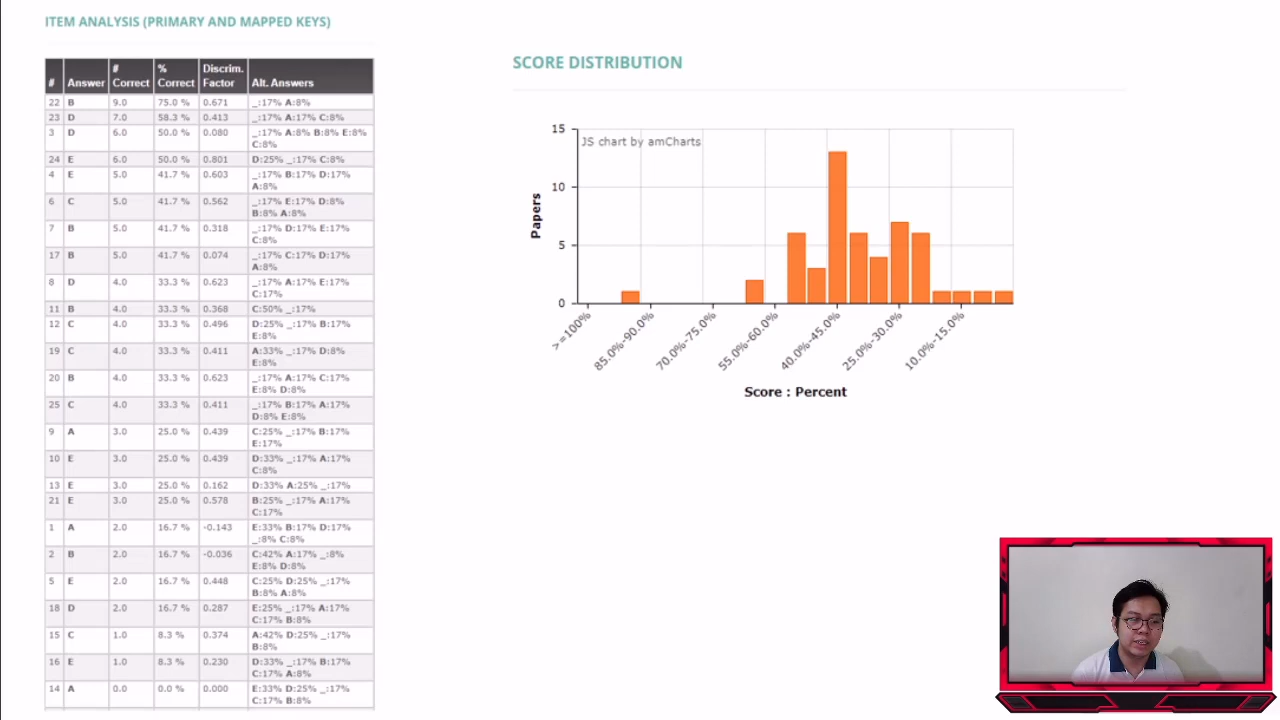 ITEM ANALYSIS (PRIMARY AND MAPPED KEYS)
# Answer # Correct % Correct Discrim. Factor Alt. Answers
22 B 9.0 75.0 % 0.671 _:17% A:8%
23 D 7.0 58.3 % 0.413 _:17% A:17% C:8%
3 D 6.0 50.0 % 0.080 _:17% A:8% B:8% E:8%
C:8%
24 E 6.0 50.0 % 0.801 D:25% _:17% C:8%
4 E 5.0 41.7 % 0.603 _:17% B:17% D:17%
A:8%
6 C 5.0 41.7 % 0.562 _:17% E:17% D:8%
B:8% A:8%
7 B 5.0 41.7 % 0.318 _:17% D:17% E:17%
C:8%
17 B 5.0 41.7 % 0.074 _:17% C:17% D:17%
A:8%
8 D 4.0 33.3 % 0.623 _:17% A:17% E:17%
C:17%
11 B 4.0 33.3 % 0.368 C:50% _:17%
12 C 4.0 33.3 % 0.496 D:25% _:17% B:17%
E:8%
19 C 4.0 33.3 % 0.411 A:33% _:17% D:8%
E:8%
20 B 4.0 33.3 % 0.623 _:17% A:17% C:17%
E:8% D:8%
25 C 4.0 33.3 % 0.411 _:17% B:17% A:17%
D:8% E:8%
9 A 3.0 25.0 % 0.439 C:25% _:17% B:17%
E:17%
10 E 3.0 25.0 % 0.439 D:33% _:17% A:17%
C:8%
13 E 3.0 25.0 % 0.162 D:33% A:25% _:17%
21 E 3.0 25.0 % 0.578 B:25% _:17% A:17%
C:17%
1 A 2.0 16.7 % -0.143 E:33% B:17% D:17%
_:8% C:8%
2 B 2.0 16.7 % -0.036 C:42% A:17% _:8%
E:8% D:8%
5 E 2.0 16.7 % 0.448 C:25% D:25% _:17%
B:8% A:8%
18 D 2.0 16.7 % 0.287 E:25% _:17% A:17%
C:17% B:8%
15 C 1.0 8.3 % 0.374 A:42% D:25% _:17%
B:8%
16 E 1.0 8.3 % 0.230 D:33% _:17% B:17%
C:17% A:8%
14 A 0.0 0.0 % 0.000 E:33% D:25% _:17%
C:17% B:8%
SCORE DISTRIBUTION
JS chart by amCharts
15
10
5
0
Papers
>=100%
85.0%-90.0%
70.0%-75.0%
55.0%-60.0%
40.0%-45.0%
25.0%-30.0%
10.0%-15.0%
Score : Percent